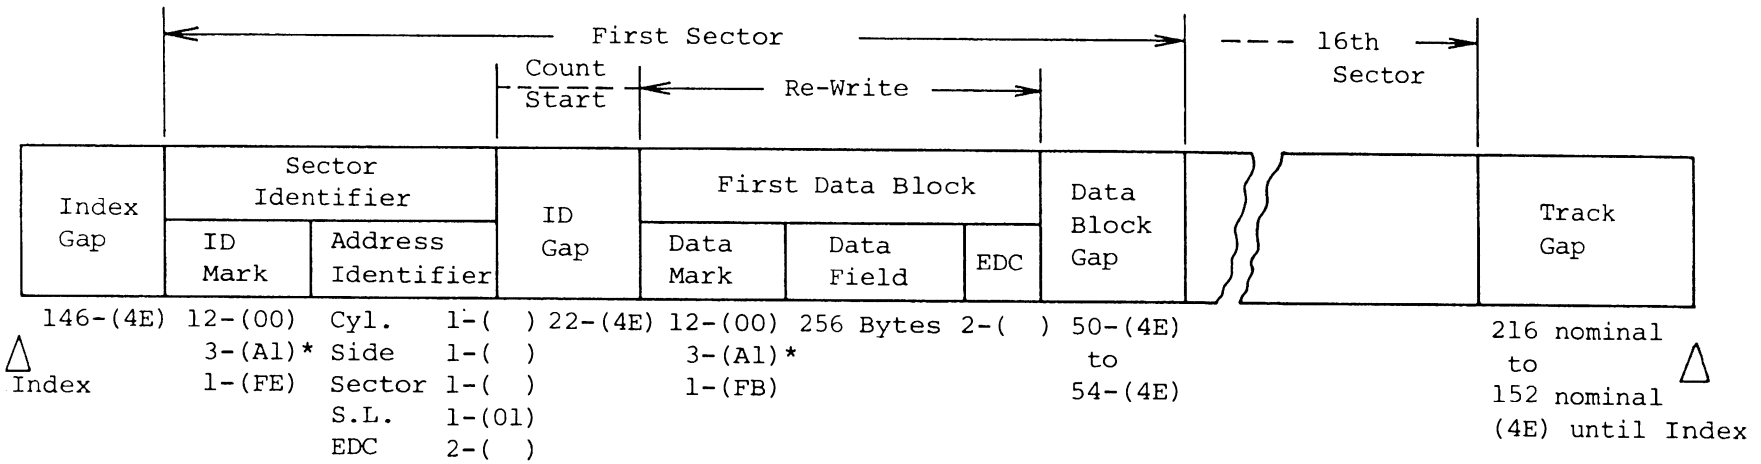 First Sector
16th
Sector
Count
Start
Re-Write
Index
Gap
Sector
Identifier
ID
Mark
Address
Identifier
ID
Gap
First Data Block
Data
Mark
Data
Field
EDC
Data
Block
Gap
Track
Gap
146-(4E) 12-(00) Cyl. 1-( ) 22-(4E) 12-(00) 256 Bytes 2-( ) 50-(4E) 216 nominal
3-(A1)* Side 1-( ) 3-(A1)* to to
Index 1-(FE) Sector 1-( ) 1-(FB) 54-(4E) 152 nominal
S.L. 1-(01) (4E) until Index
EDC 2-( )